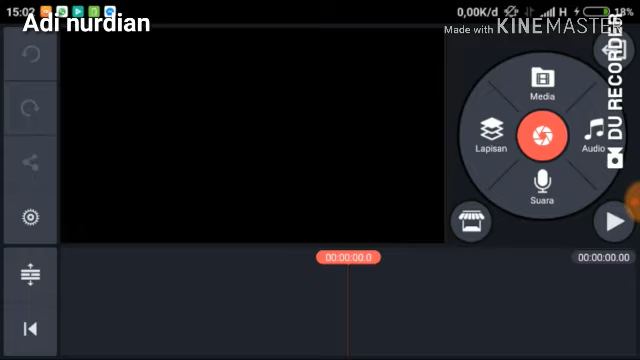 15:02 0,00K/d H 18%
Adi nurdian
Made with KINEMASTER
DU RECORDER
Media
Lapisan
Audio
Suara
00:00:00.0
00:00:00.00